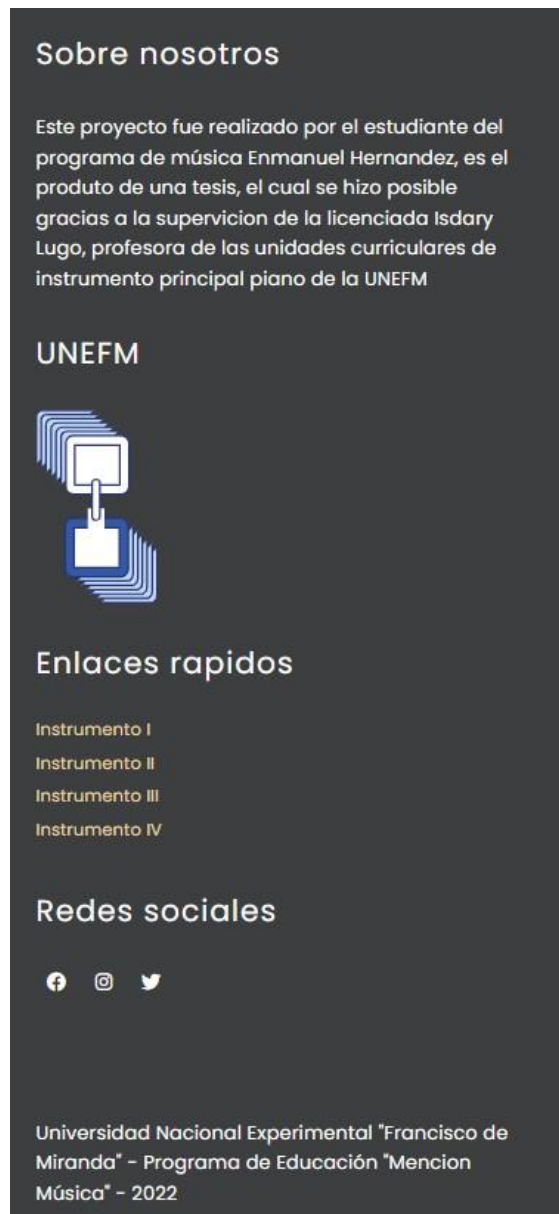 Sobre nosotros
Este proyecto fue realizado por el estudiante del
programa de música Enmanuel Hernandez, es el
produto de una tesis, el cual se hizo posible
gracias a la supervicion de la licenciada Isdary
Lugo, profesora de las unidades curriculares de
instrumento principal piano de la UNEFM
UNEFM
Enlaces rapidos
Instrumento I
Instrumento II
Instrumento III
Instrumento IV
Redes sociales
Universidad Nacional Experimental "Francisco de
Miranda" - Programa de Educación "Mencion
Música" - 2022